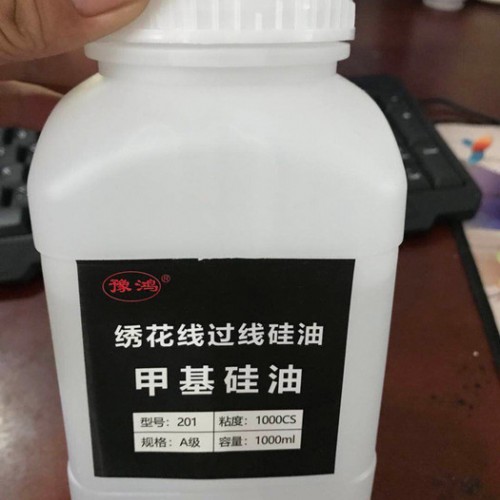 豫鸿®
绣花线过线硅油
甲基硅油
型号：201 粘度：1000CS
规格：A级 容量：1000ml